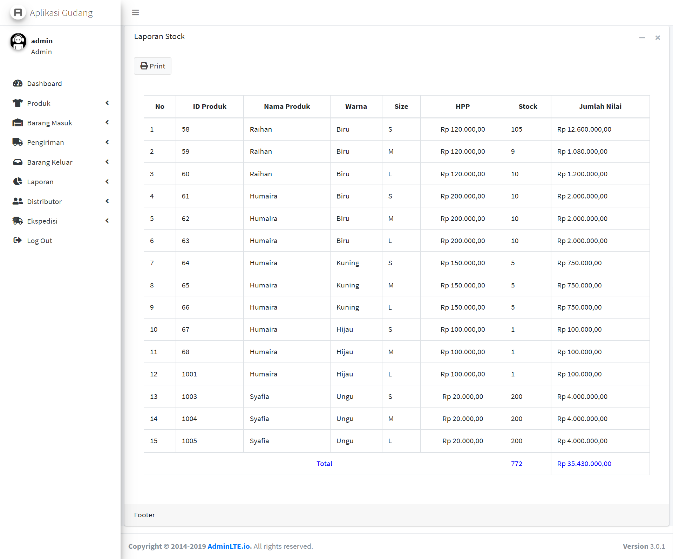 Aplikasi Gudang
admin
Admin
Dashboard
Produk
Barang Masuk
Pengiriman
Barang Keluar
Laporan
Distributor
Ekspedisi
Log Out
Laporan Stock
Print
No ID Produk Nama Produk Warna Size HPP Stock Jumlah Nilai
1 58 Raihan Biru S Rp 120.000,00 105 Rp 12.600.000,00
2 59 Raihan Biru M Rp 120.000,00 9 Rp 1.080.000,00
3 60 Raihan Biru L Rp 120.000,00 10 Rp 1.200.000,00
4 61 Humaira Biru S Rp 200.000,00 10 Rp 2.000.000,00
5 62 Humaira Biru M Rp 200.000,00 10 Rp 2.000.000,00
6 63 Humaira Biru L Rp 200.000,00 10 Rp 2.000.000,00
7 64 Humaira Kuning S Rp 150.000,00 5 Rp 750.000,00
8 65 Humaira Kuning M Rp 150.000,00 5 Rp 750.000,00
9 66 Humaira Kuning L Rp 150.000,00 5 Rp 750.000,00
10 67 Humaira Hijau S Rp 100.000,00 1 Rp 100.000,00
11 68 Humaira Hijau M Rp 100.000,00 1 Rp 100.000,00
12 1001 Humaira Hijau L Rp 100.000,00 1 Rp 100.000,00
13 1003 Syafia Ungu S Rp 20.000,00 200 Rp 4.000.000,00
14 1004 Syafia Ungu M Rp 20.000,00 200 Rp 4.000.000,00
15 1005 Syafia Ungu L Rp 20.000,00 200 Rp 4.000.000,00
Total 772 Rp 35.430.000,00
Footer
Copyright © 2014-2019 AdminLTE.io. All rights reserved.
Version 3.0.1